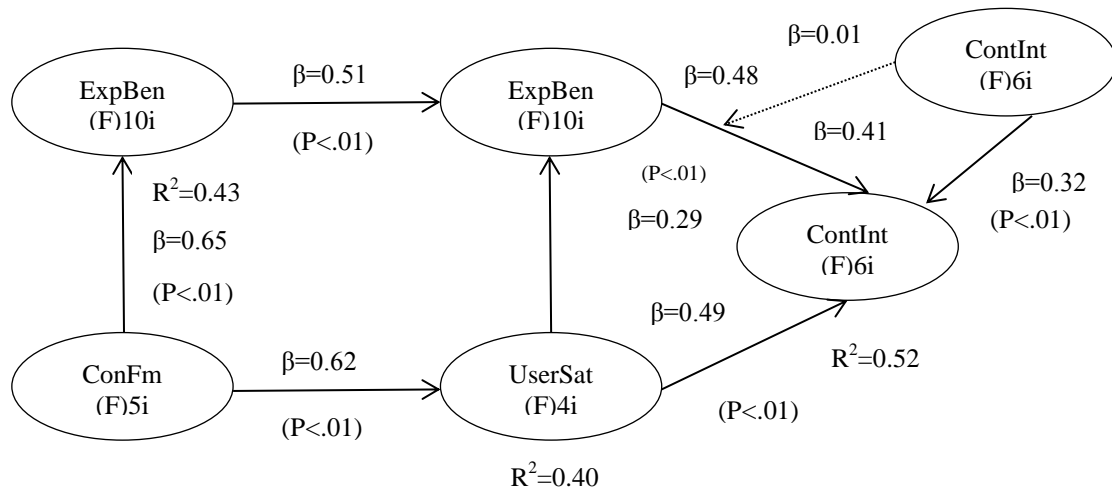 β=0.01
ContInt
(F)6i
ExpBen
(F)10i
β=0.51
(P<.01)
ExpBen
(F)10i
β=0.48
β=0.41
(P<.01)
β=0.29
β=0.32
(P<.01)
R²=0.43
β=0.65
(P<.01)
ContInt
(F)6i
ConFm
(F)5i
β=0.62
(P<.01)
UserSat
(F)4i
β=0.49
(P<.01)
R²=0.52
R²=0.40